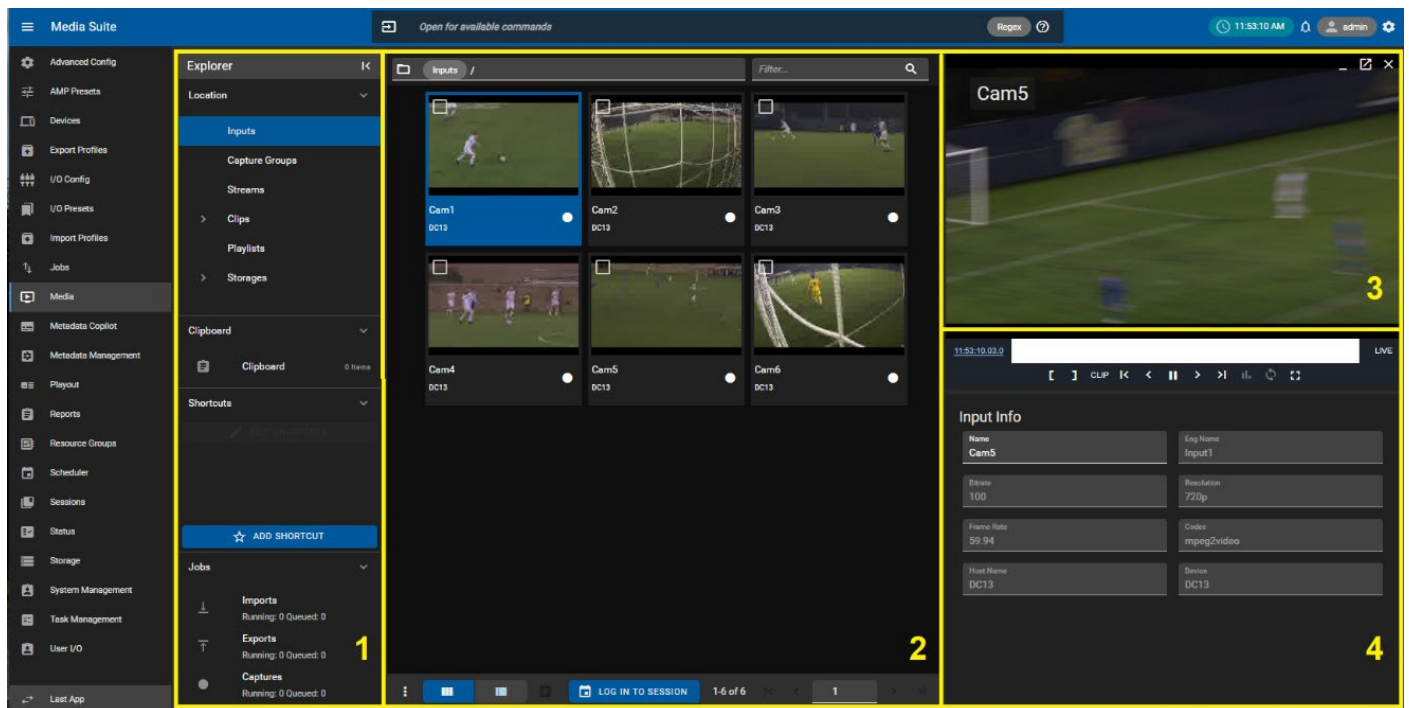 Media Suite
Open for available commands
Regex
11:53:10 AM
admin
Advanced Config
AMP Presets
Devices
Export Profiles
I/O Config
I/O Presets
Import Profiles
Jobs
Media
Metadata Copilot
Metadata Management
Playout
Reports
Resource Groups
Scheduler
Sessions
Status
Storage
System Management
Task Management
User I/O
Last App
Explorer
Location
Inputs
Capture Groups
Streams
Clips
Playlists
Storages
Clipboard
Clipboard 0 Items
Shortcuts
EDIT SHORTCUTS
ADD SHORTCUT
Jobs
Imports
Running: 0 Queued: 0
Exports
Running: 0 Queued: 0
Captures
Running: 0 Queued: 0
1
Inputs /
Filter...
Cam1
DC13
Cam2
DC13
Cam3
DC13
Cam4
DC13
Cam5
DC13
Cam6
DC13
2
LOG IN TO SESSION
1-6 of 6
1
Cam5
3
11:53:10.03.0
LIVE
[ ] CLIP
Input Info
Name
Cam5
Eng Name
Input1
Bitrate
100
Resolution
720p
Frame Rate
59.94
Codec
mpeg2video
Host Name
DC13
Device
DC13
4